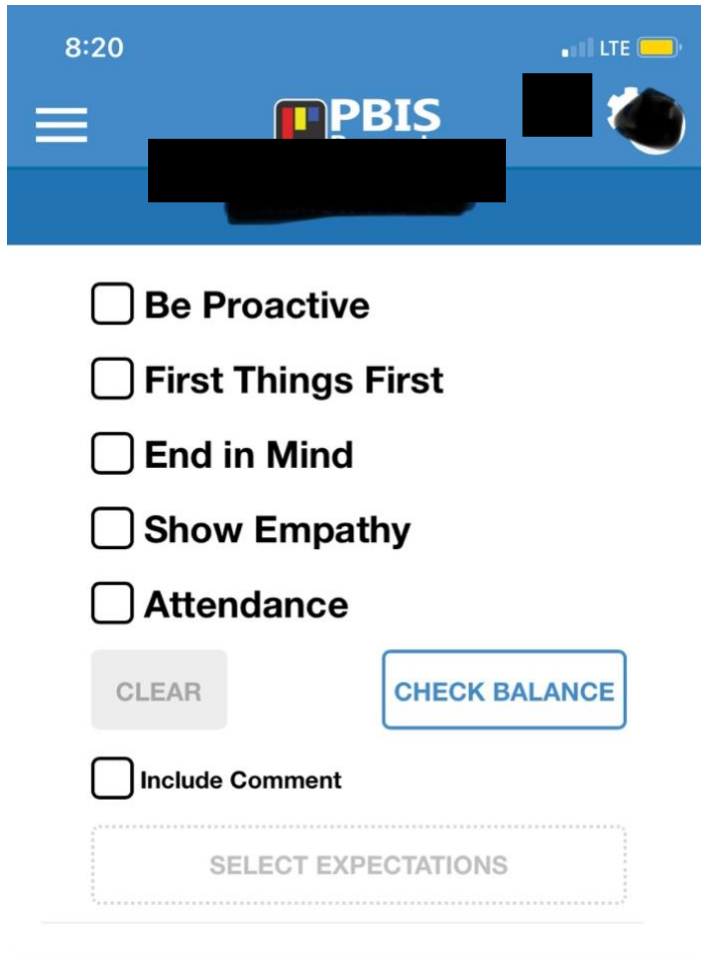 8:20 LTE
PBIS
Be Proactive
First Things First
End in Mind
Show Empathy
Attendance
CLEAR CHECK BALANCE
Include Comment
SELECT EXPECTATIONS